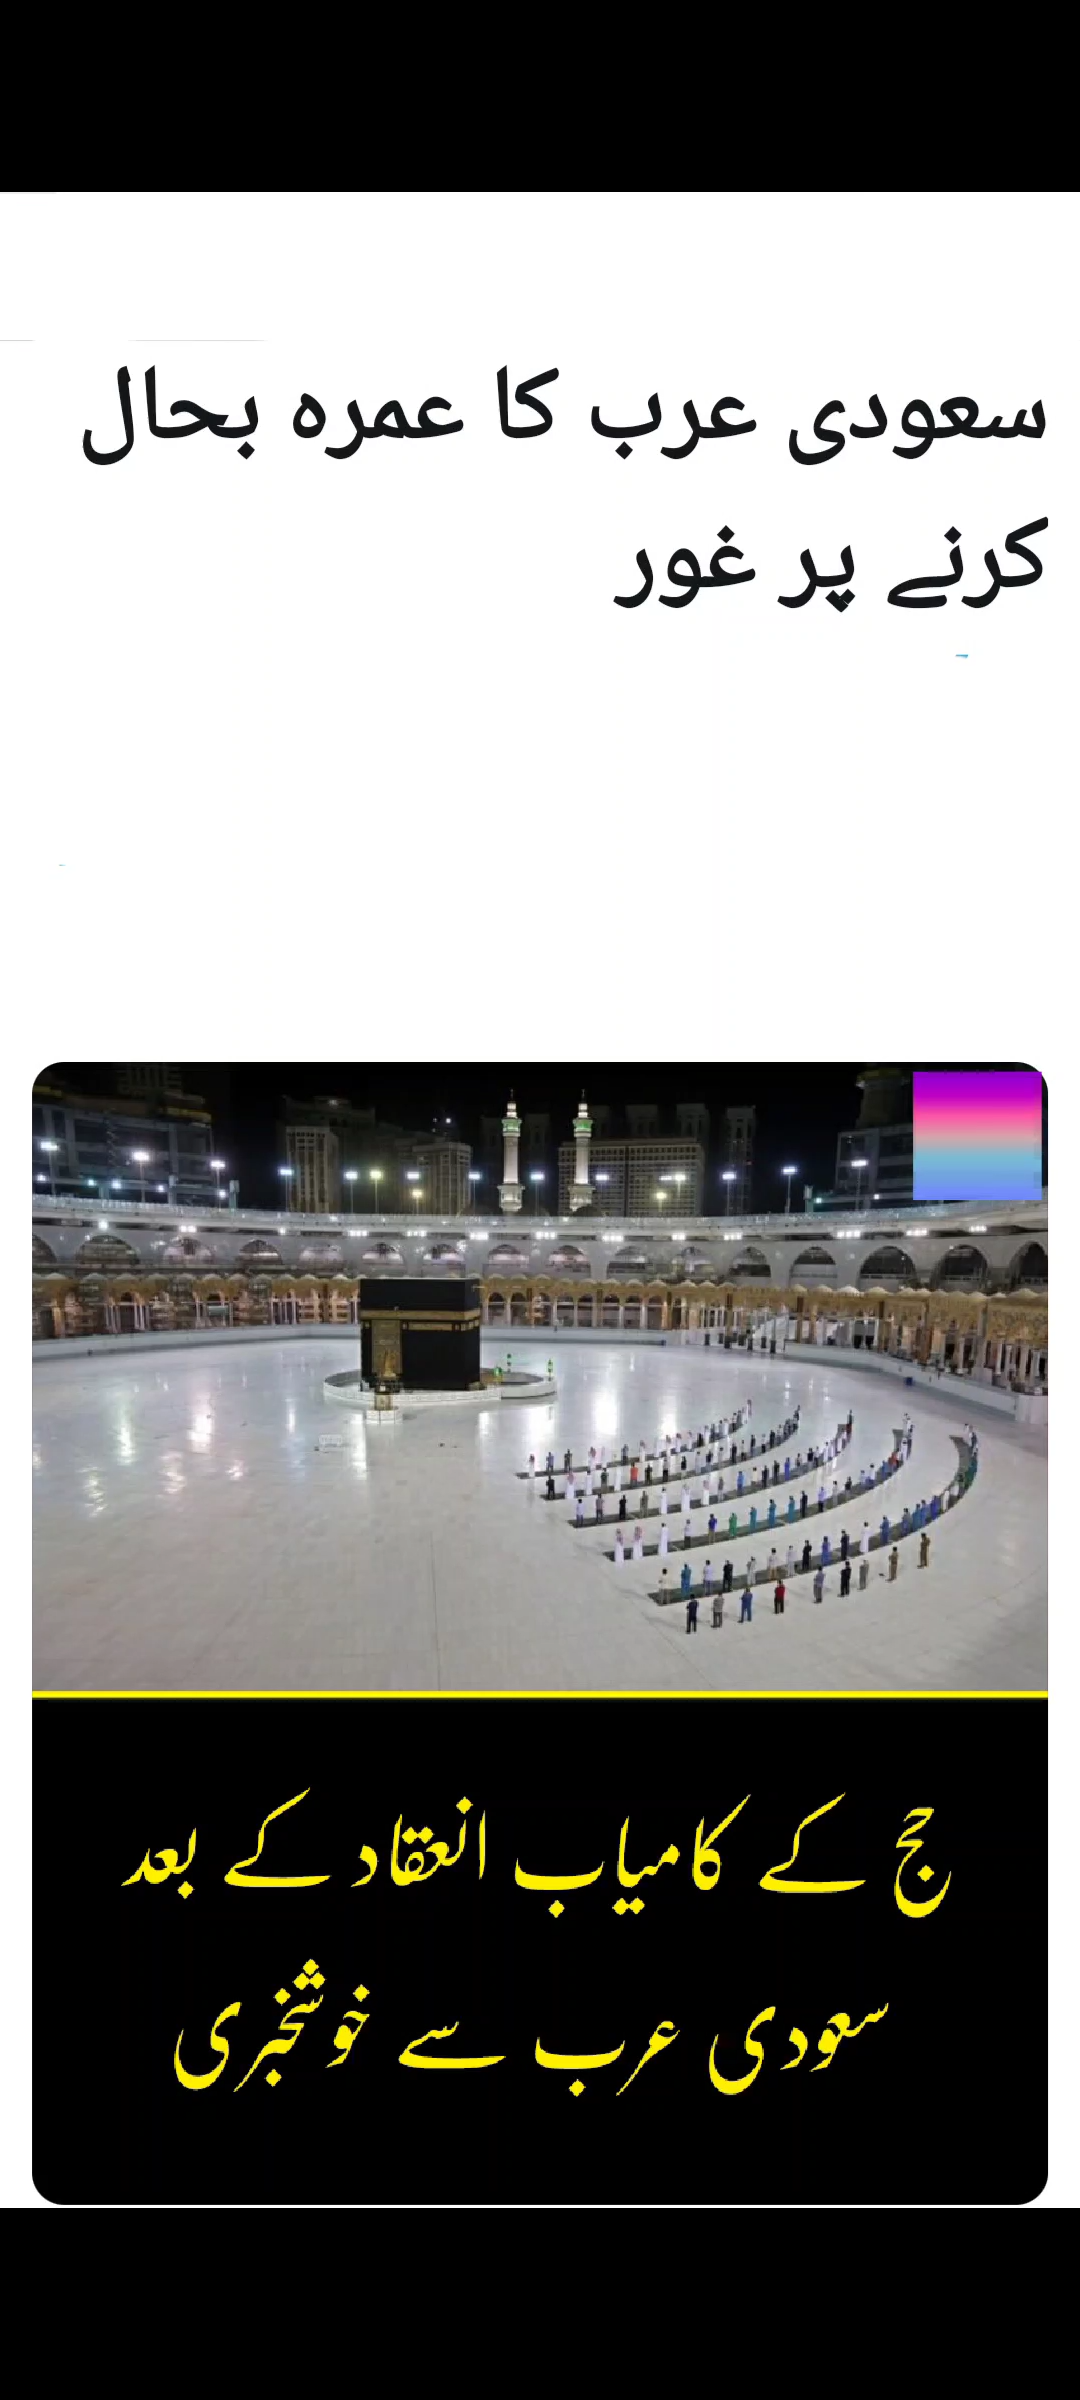 سعودی عرب کا عمرہ بحال
کرنے پر غور
حج کے کامیاب انعقاد کے بعد
سعودی عرب سے خوشخبری